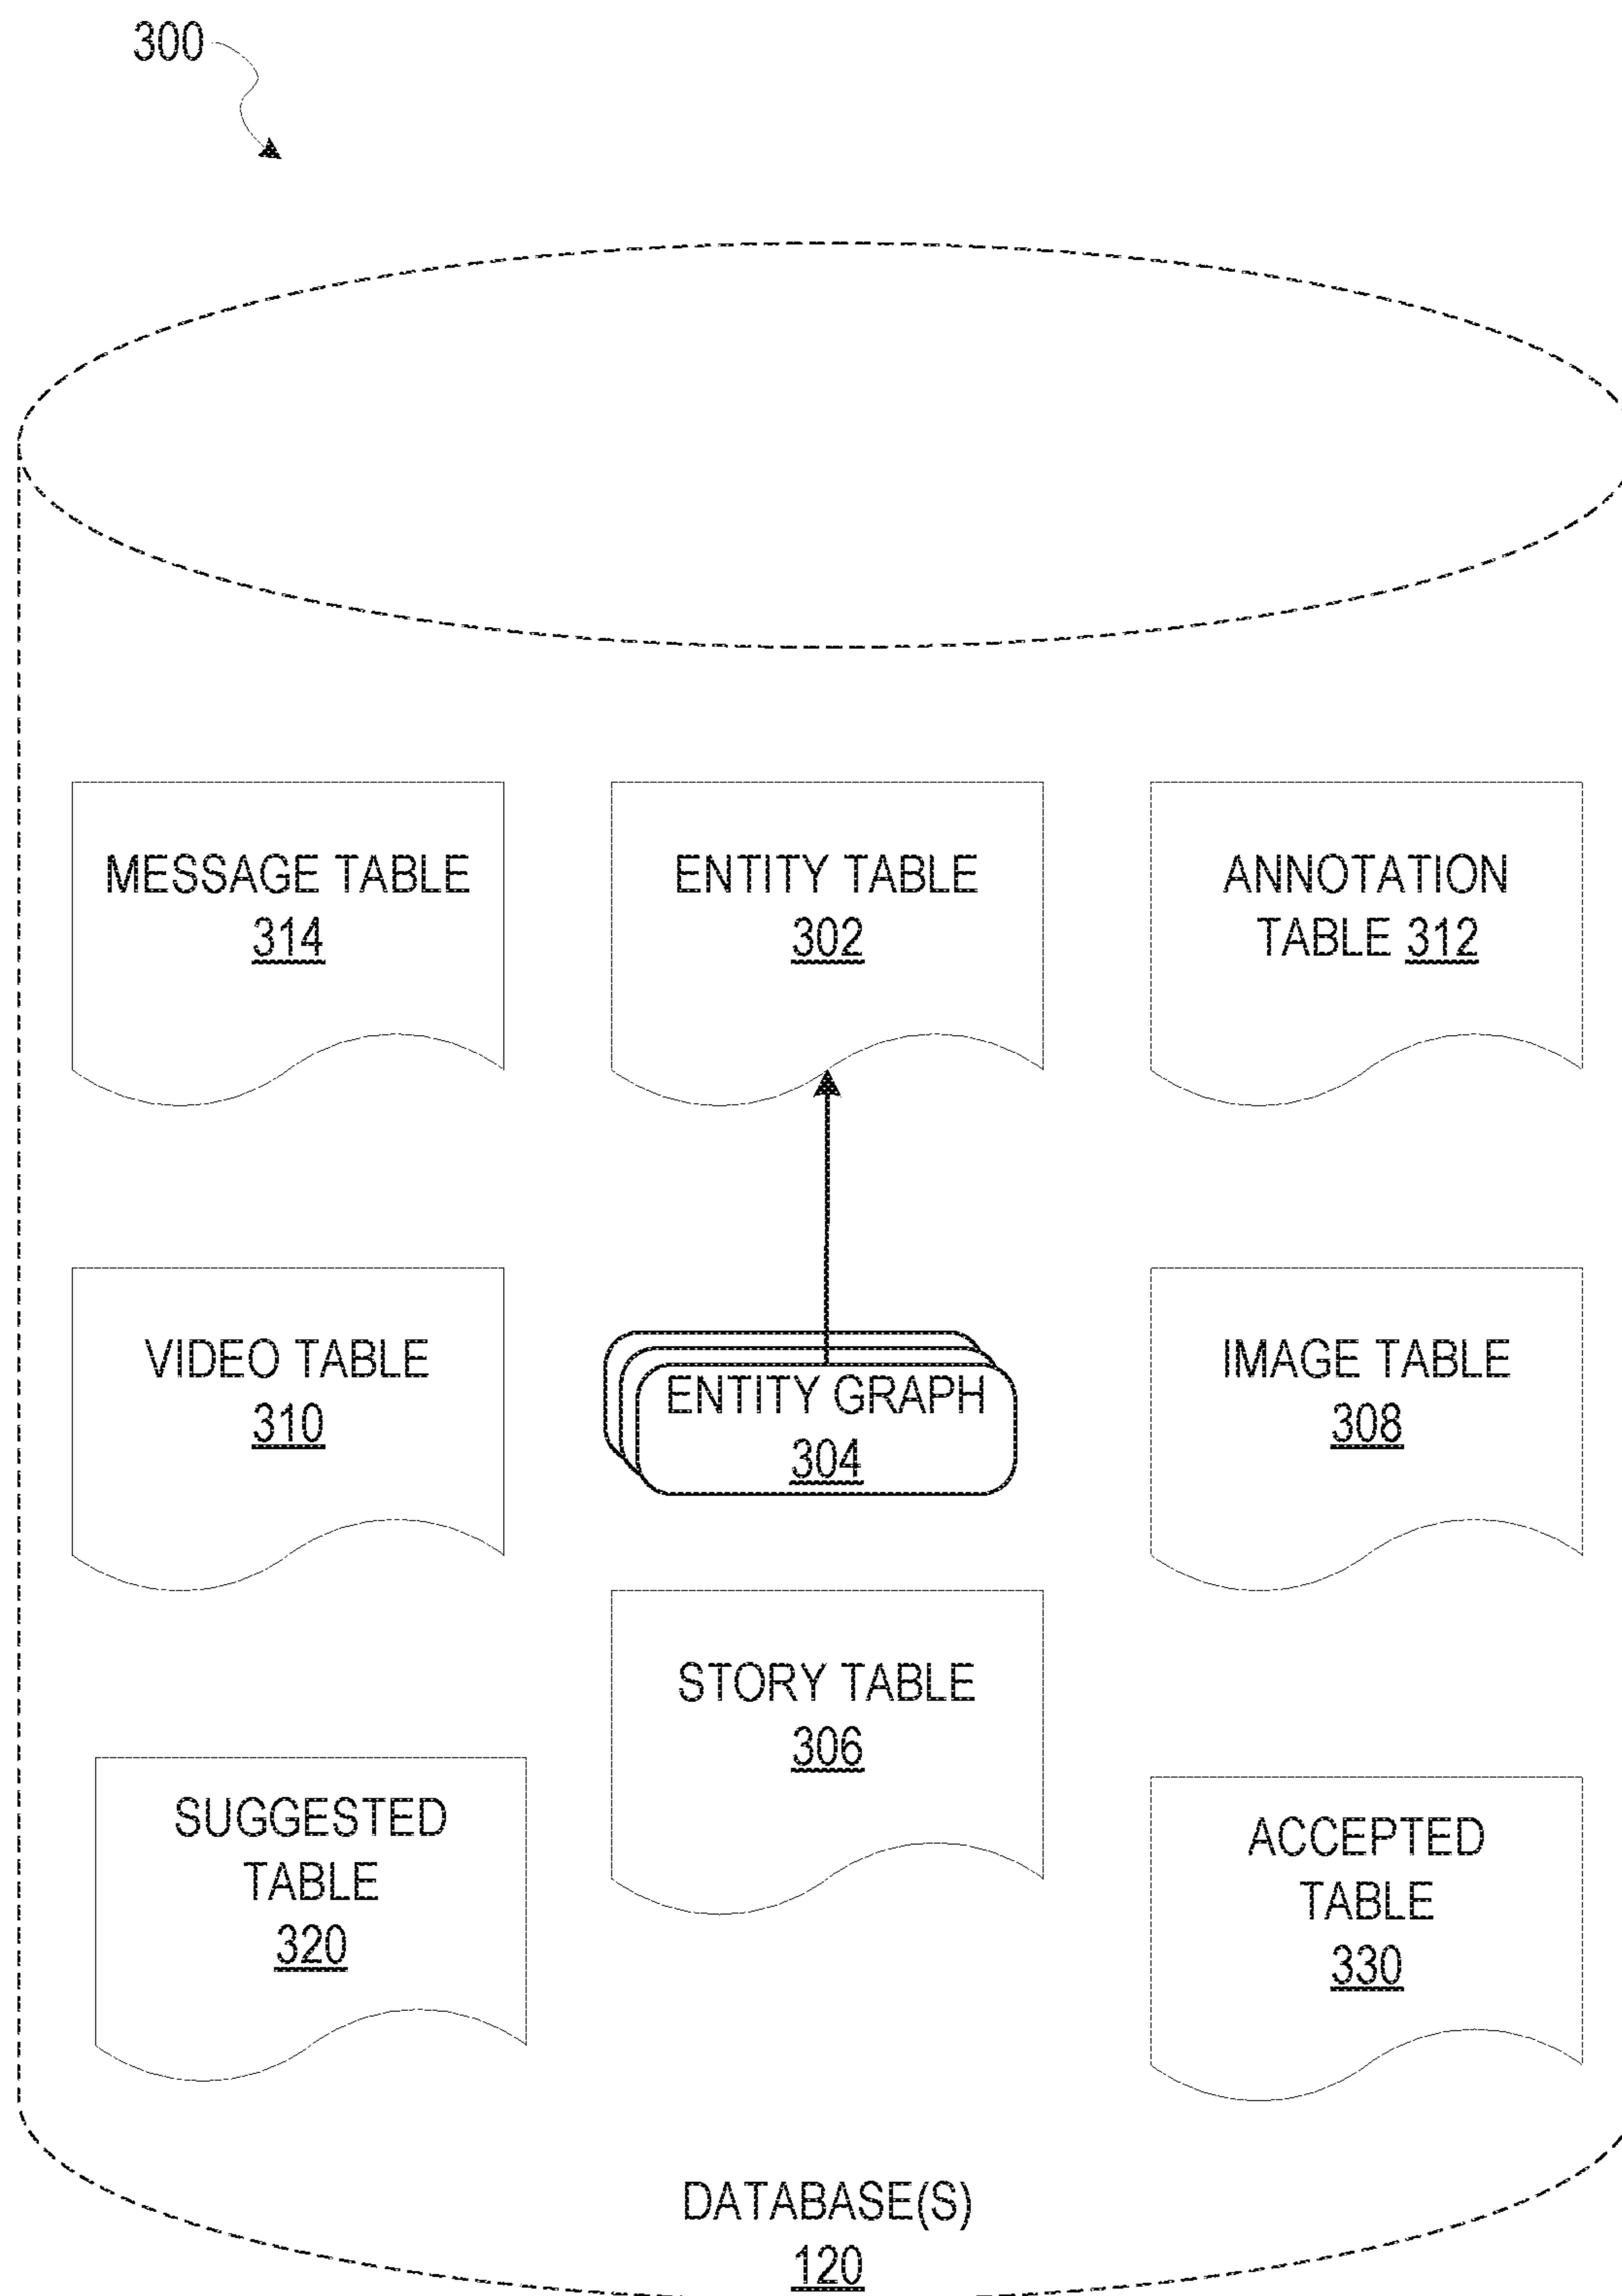 300
MESSAGE TABLE
314
ENTITY TABLE
302
ANNOTATION
TABLE 312
VIDEO TABLE
310
ENTITY GRAPH
304
IMAGE TABLE
308
STORY TABLE
306
SUGGESTED
TABLE
320
ACCEPTED
TABLE
330
DATABASE(S)
120